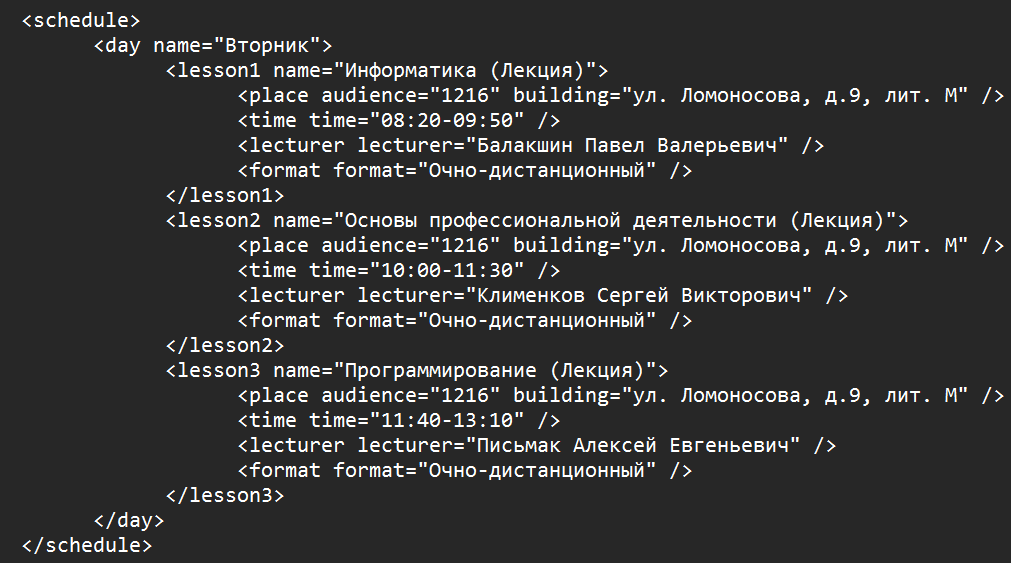 <schedule>
<day name="Вторник">
<lesson1 name="Информатика (Лекция)">
<place audience="1216" building="ул. Ломоносова, д.9, лит. М" />
<time time="08:20-09:50" />
<lecturer lecturer="Балакшин Павел Валерьевич" />
<format format="Очно-дистанционный" />
</lesson1>
<lesson2 name="Основы профессиональной деятельности (Лекция)">
<place audience="1216" building="ул. Ломоносова, д.9, лит. М" />
<time time="10:00-11:30" />
<lecturer lecturer="Клименков Сергей Викторович" />
<format format="Очно-дистанционный" />
</lesson2>
<lesson3 name="Программирование (Лекция)">
<place audience="1216" building="ул. Ломоносова, д.9, лит. М" />
<time time="11:40-13:10" />
<lecturer lecturer="Письмак Алексей Евгеньевич" />
<format format="Очно-дистанционный" />
</lesson3>
</day>
</schedule>